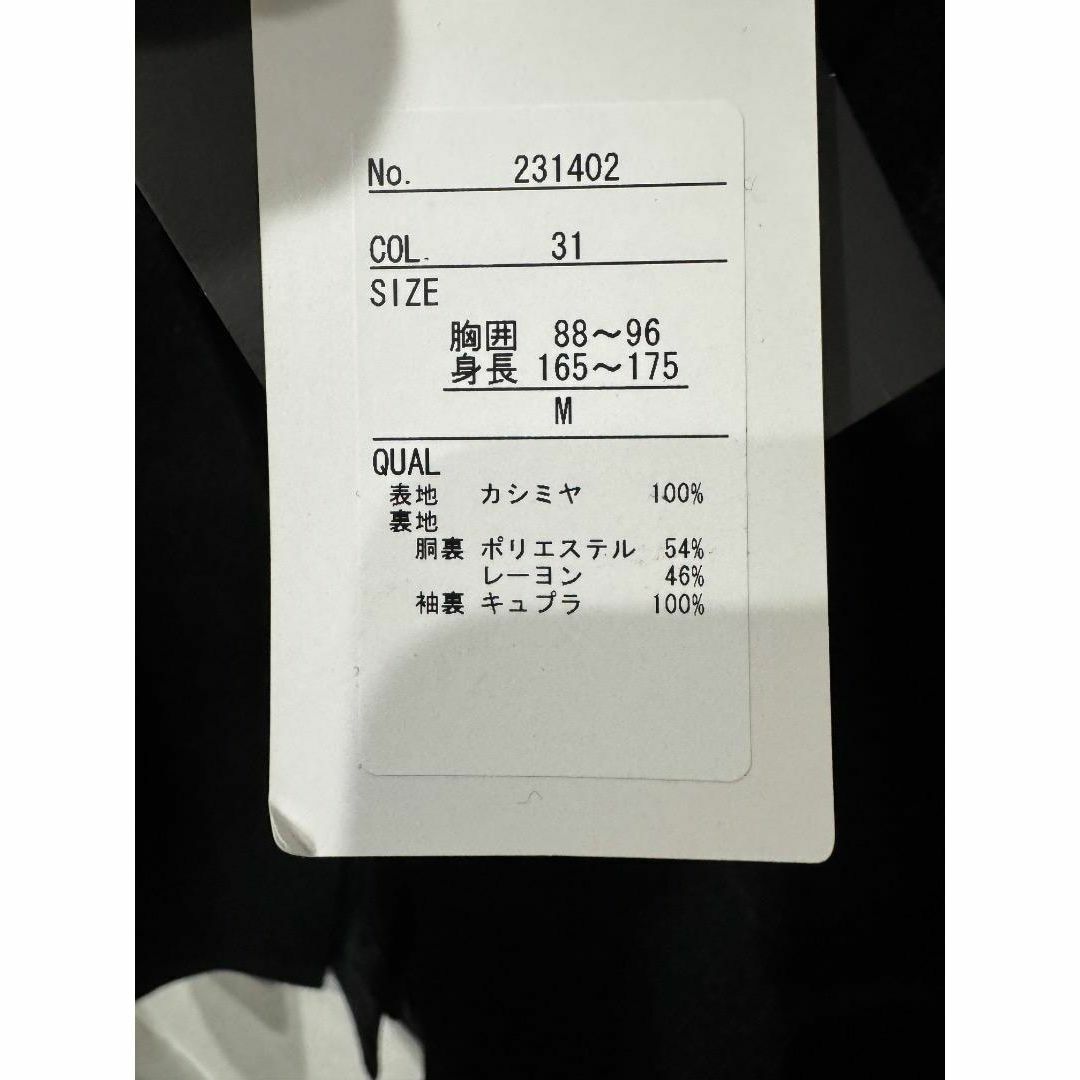 No. 231402
COL. 31
SIZE
胸囲 88～96
身長 165～175
M
QUAL
表地 カシミヤ 100%
裏地
胴裏 ポリエステル 54%
レーヨン 46%
袖裏 キュプラ 100%